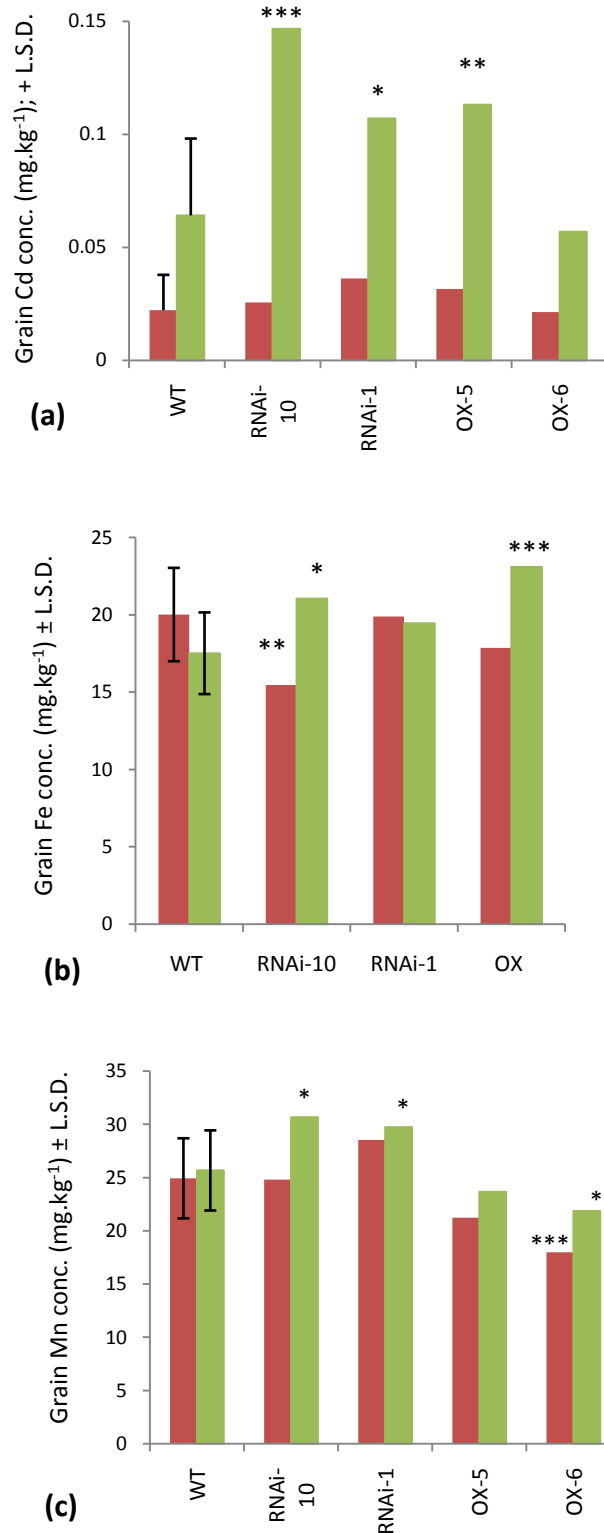 Grain Cd conc. (mg.kg⁻¹); + L.S.D.
0.15
0.1
0.05
0
***
*
**
WT
RNAi-
10
RNAi-1
OX-5
OX-6
(a)
Grain Fe conc. (mg.kg⁻¹) ± L.S.D.
25
20
15
10
5
0
**
*
***
WT
RNAi-10
RNAi-1
OX
(b)
Grain Mn conc. (mg.kg⁻¹) ± L.S.D.
35
30
25
20
15
10
5
0
*
*
***
*
WT
RNAi-
10
RNAi-1
OX-5
OX-6
(c)